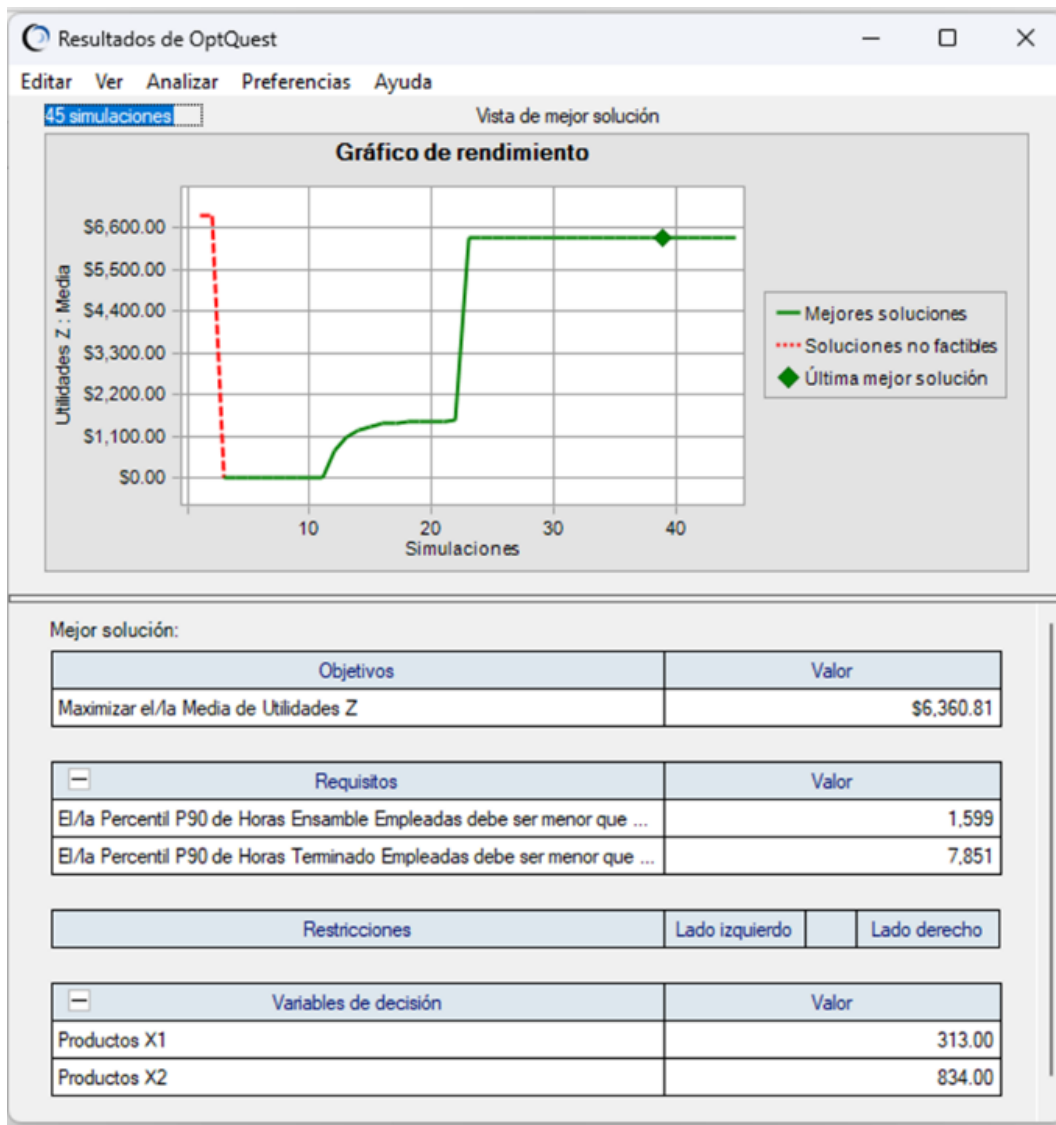 Resultados de OptQuest
Editar Ver Analizar Preferencias Ayuda
45 simulaciones Vista de mejor solución
Gráfico de rendimiento
Utilidades Z : Media
$6,600.00
$5,500.00
$4,400.00
$3,300.00
$2,200.00
$1,100.00
$0.00
10 20 30 40
Simulaciones
Mejores soluciones
Soluciones no factibles
Última mejor solución
Mejor solución:
Objetivos Valor
Maximizar el/la Media de Utilidades Z $6,360.81
Requisitos Valor
El/la Percentil P90 de Horas Ensamble Empleadas debe ser menor que ... 1,599
El/la Percentil P90 de Horas Terminado Empleadas debe ser menor que ... 7,851
Restricciones Lado izquierdo Lado derecho
Variables de decisión Valor
Productos X1 313.00
Productos X2 834.00